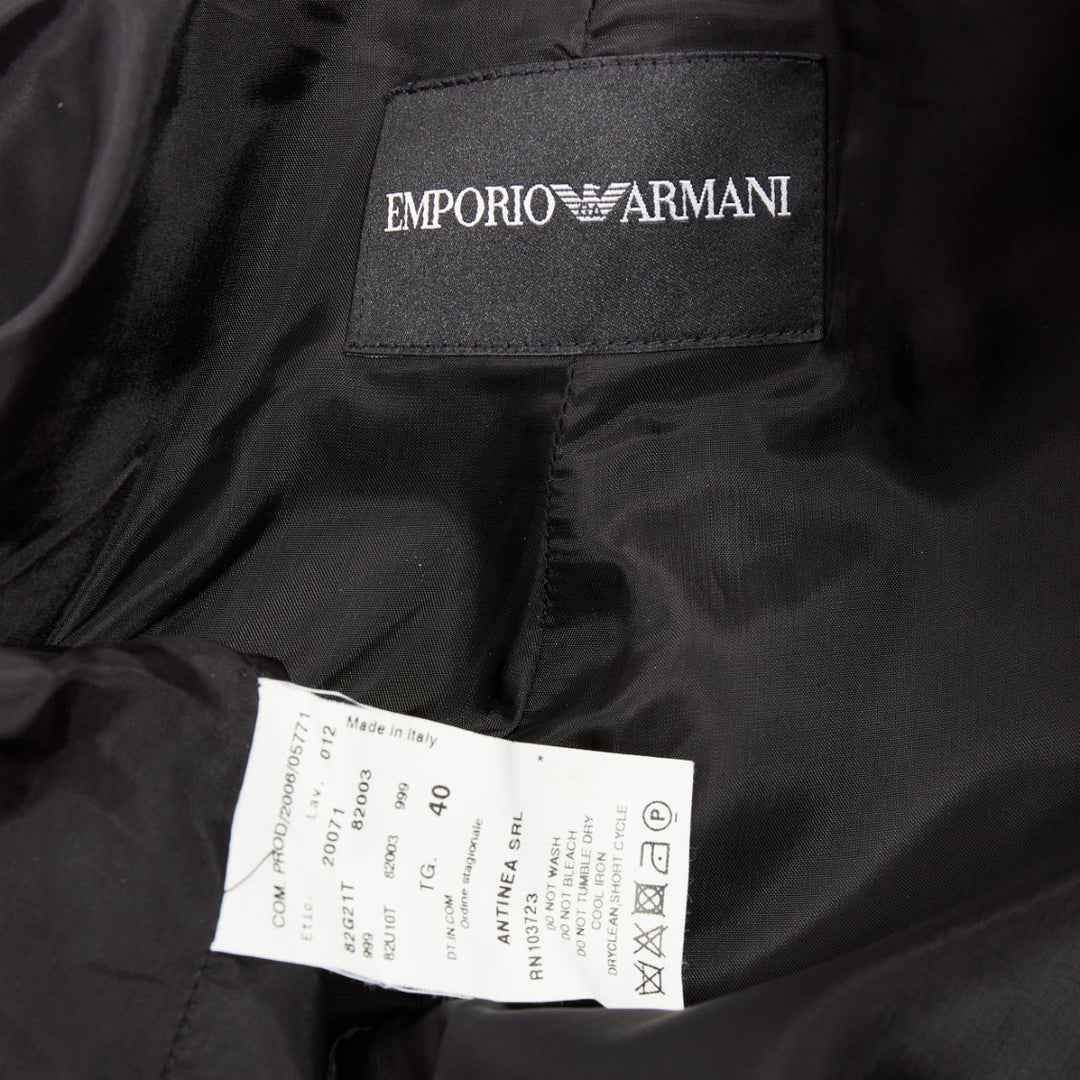 EMPORIO ARMANI
Made in Italy
COM. PROD/2006/05771
Etic. Lav. 012
20071
82G21T 82003
999
82U10T 82003 999
TG. 40
DT IN COM
Ordine stagionale
ANTINEA SRL
RN103723
DO NOT WASH
DO NOT BLEACH
DO NOT TUMBLE DRY
COOL IRON
DRYCLEAN,SHORT CYCLE
P